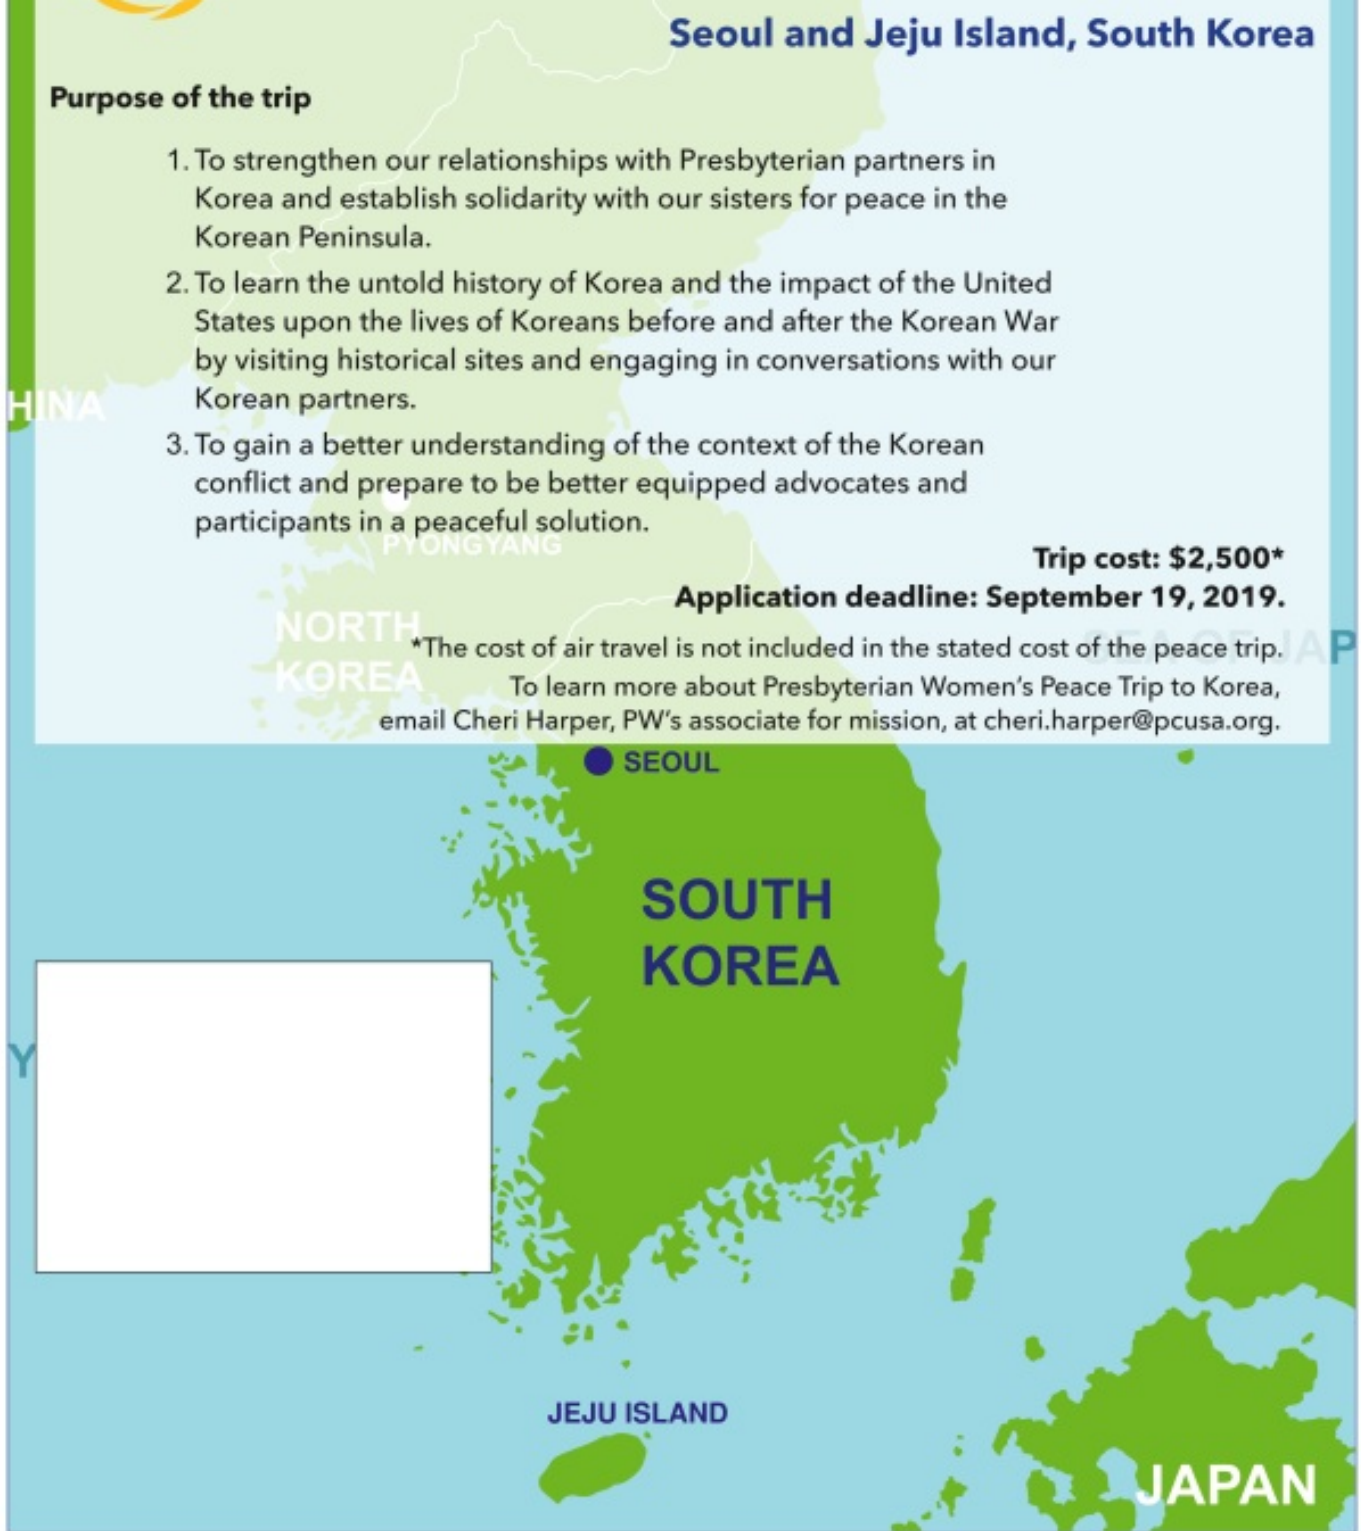 Seoul and Jeju Island, South Korea
Purpose of the trip
1. To strengthen our relationships with Presbyterian partners in
Korea and establish solidarity with our sisters for peace in the
Korean Peninsula.
2. To learn the untold history of Korea and the impact of the United
States upon the lives of Koreans before and after the Korean War
by visiting historical sites and engaging in conversations with our
Korean partners.
HINA
3. To gain a better understanding of the context of the Korean
conflict and prepare to be better equipped advocates and
participants in a peaceful solution.
PYONGYANG
Trip cost: $2,500*
Application deadline: September 19, 2019.
NORTH
KOREA
SEA OF JAP
*The cost of air travel is not included in the stated cost of the peace trip.
To learn more about Presbyterian Women's Peace Trip to Korea,
email Cheri Harper, PW's associate for mission, at cheri.harper@pcusa.org.
SEOUL
SOUTH
KOREA
Y
JEJU ISLAND
JAPAN